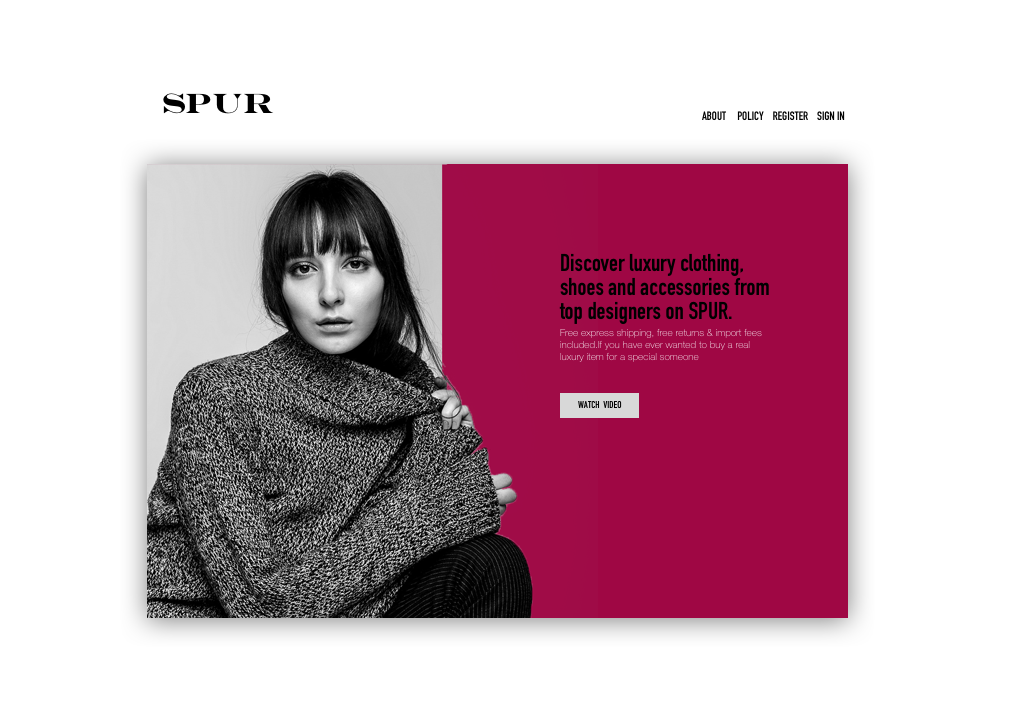 SPUR
ABOUT POLICY REGISTER SIGN IN
Discover luxury clothing,
shoes and accessories from
top designers on SPUR.
Free express shipping, free returns & import fees
included.If you have ever wanted to buy a real
luxury item for a special someone
WATCH VIDEO